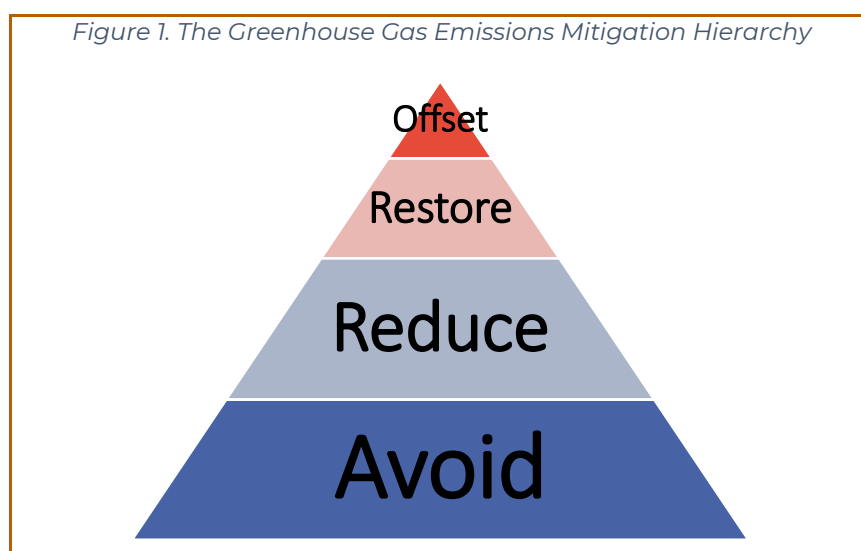 Figure 1. The Greenhouse Gas Emissions Mitigation Hierarchy
Offset
Restore
Reduce
Avoid